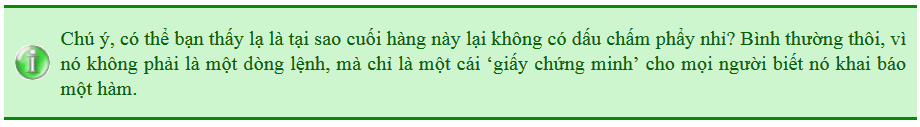 Chú ý, có thể bạn thấy lạ là tại sao cuối hàng này lại không có dấu chấm phẩy nhỉ? Bình thường thôi, vì
nó không phải là một dòng lệnh, mà chỉ là một cái ‘giấy chứng minh’ cho mọi người biết nó khai báo
một hàm.